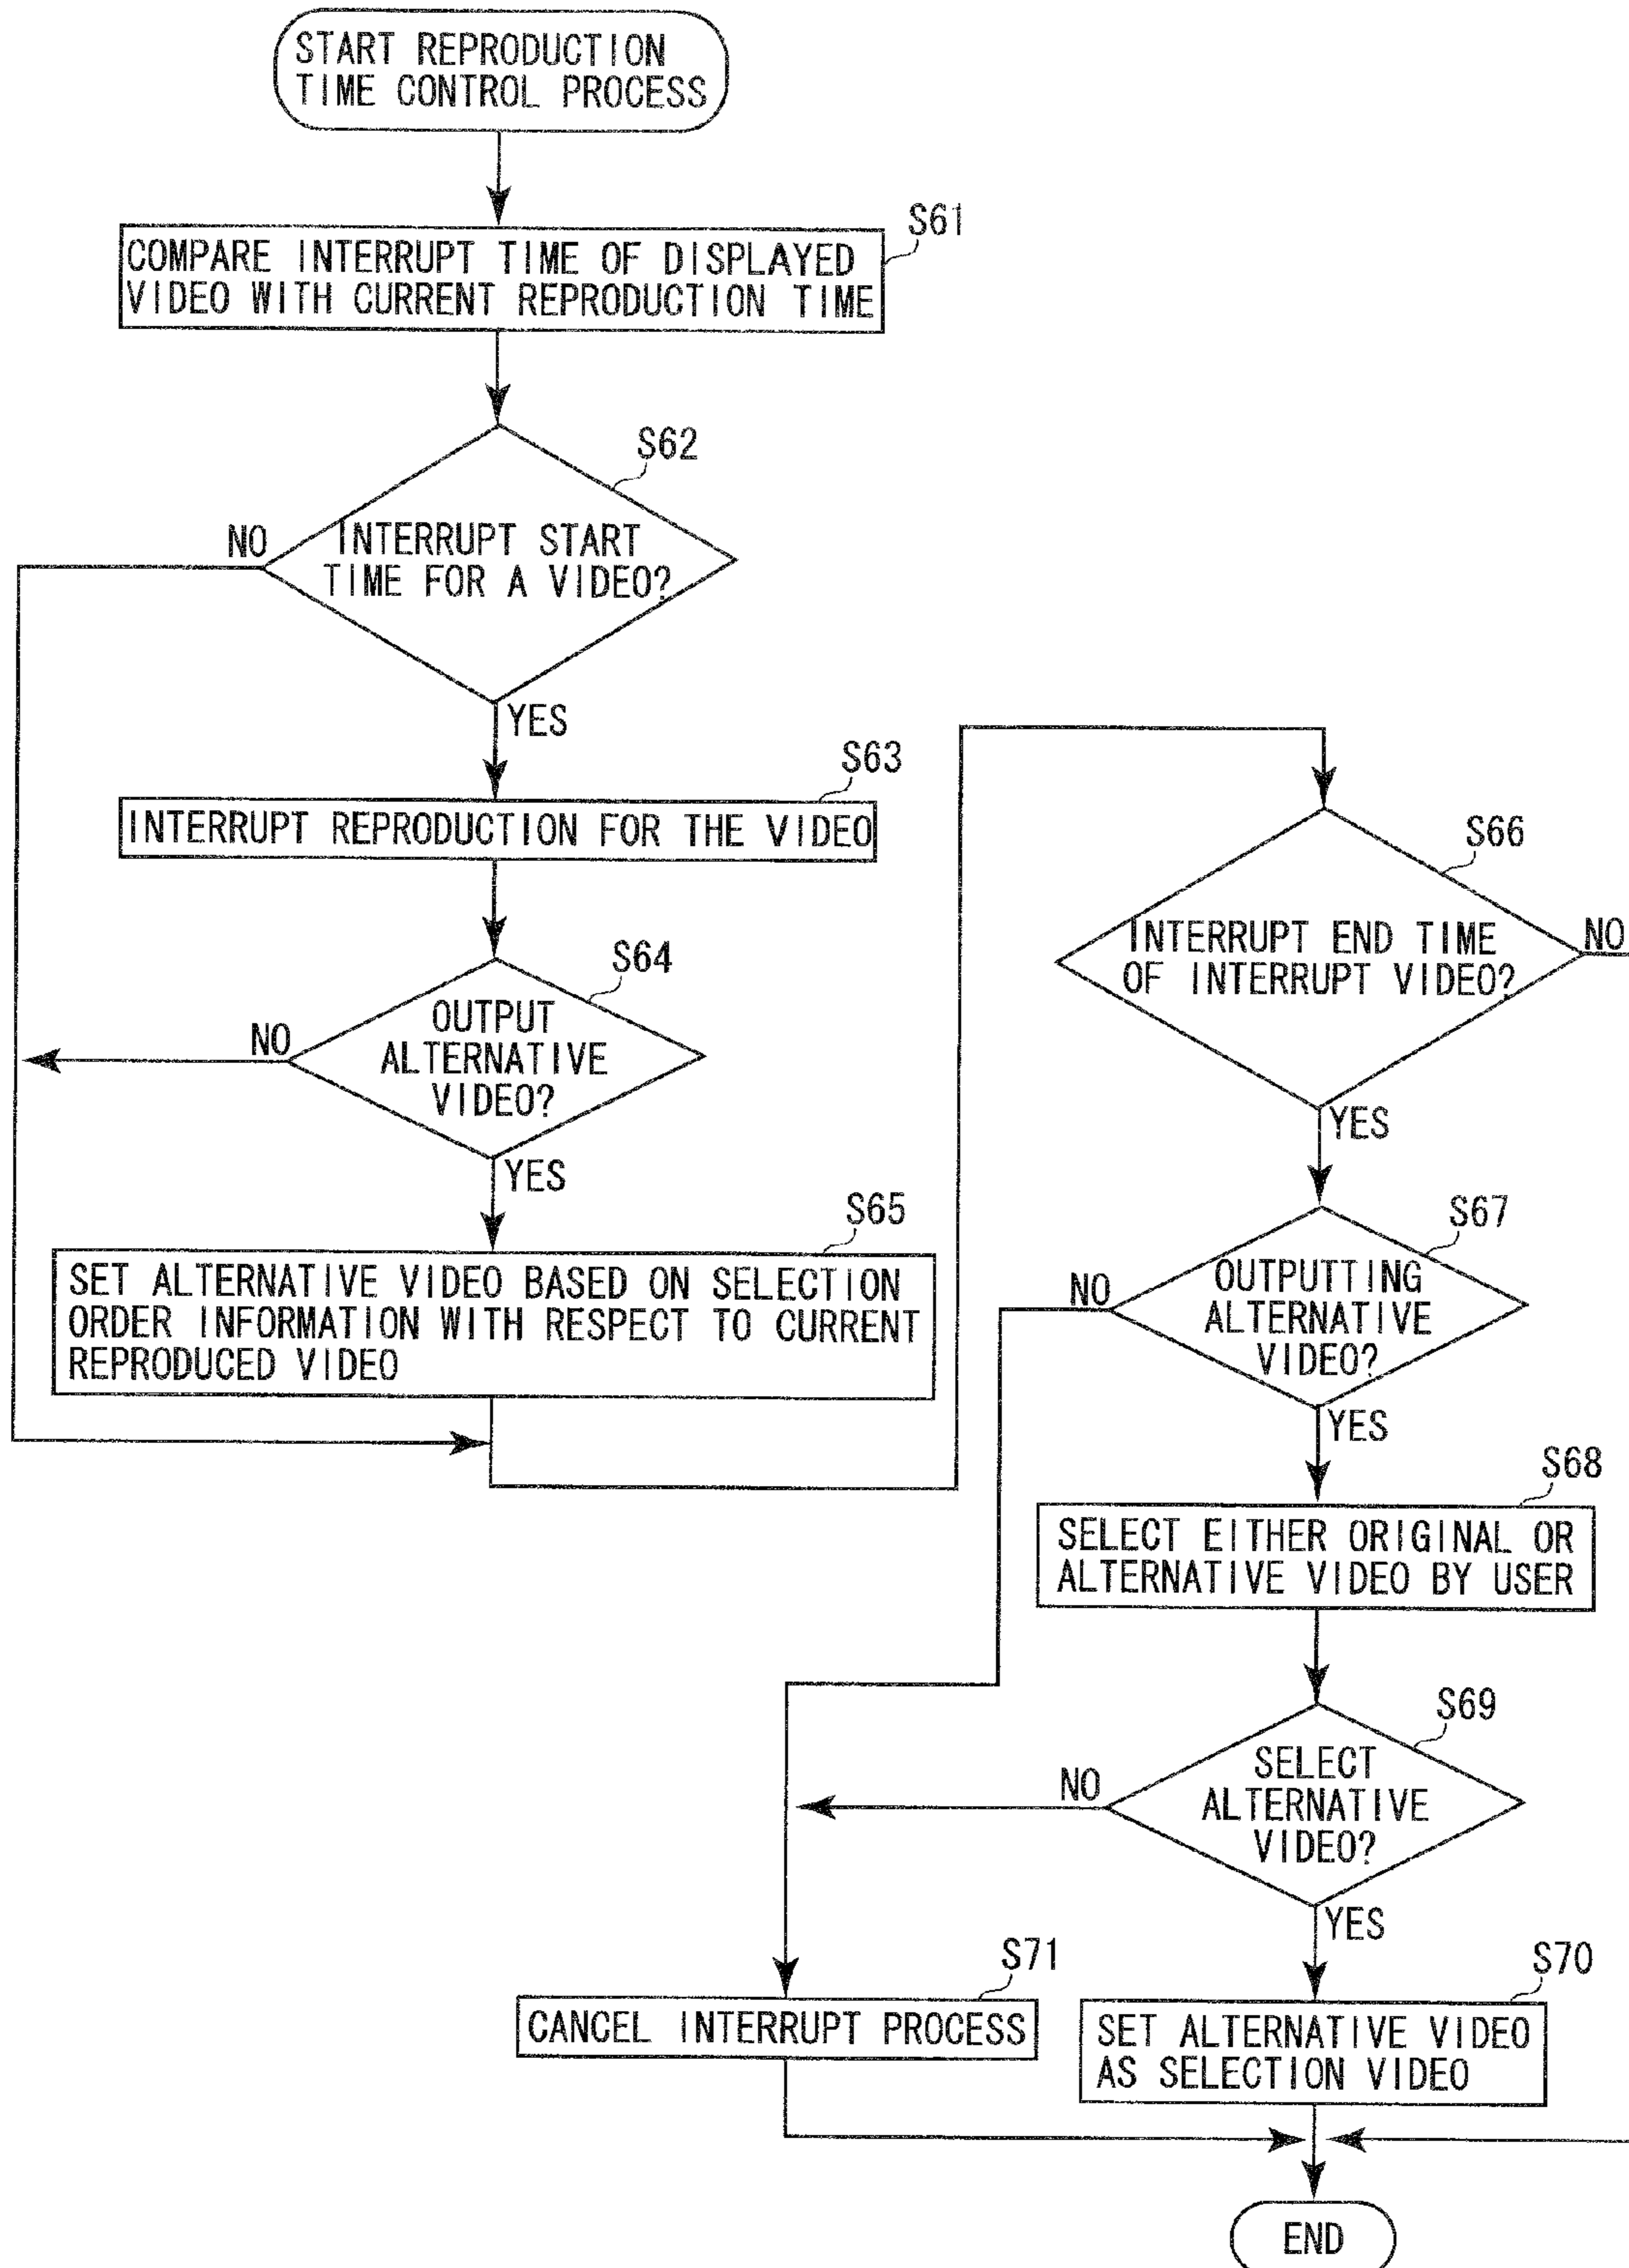 START REPRODUCTION
TIME CONTROL PROCESS
S61
COMPARE INTERRUPT TIME OF DISPLAYED
VIDEO WITH CURRENT REPRODUCTION TIME
S62
NO
INTERRUPT START
TIME FOR A VIDEO?
YES
S63
INTERRUPT REPRODUCTION FOR THE VIDEO
S64
NO
OUTPUT
ALTERNATIVE
VIDEO?
YES
S65
SET ALTERNATIVE VIDEO BASED ON SELECTION
ORDER INFORMATION WITH RESPECT TO CURRENT
REPRODUCED VIDEO
S66
INTERRUPT END TIME
OF INTERRUPT VIDEO?
NO
YES
S67
NO
OUTPUTTING
ALTERNATIVE
VIDEO?
YES
S68
SELECT EITHER ORIGINAL OR
ALTERNATIVE VIDEO BY USER
S69
NO
SELECT
ALTERNATIVE
VIDEO?
YES
S71
CANCEL INTERRUPT PROCESS
S70
SET ALTERNATIVE VIDEO
AS SELECTION VIDEO
END